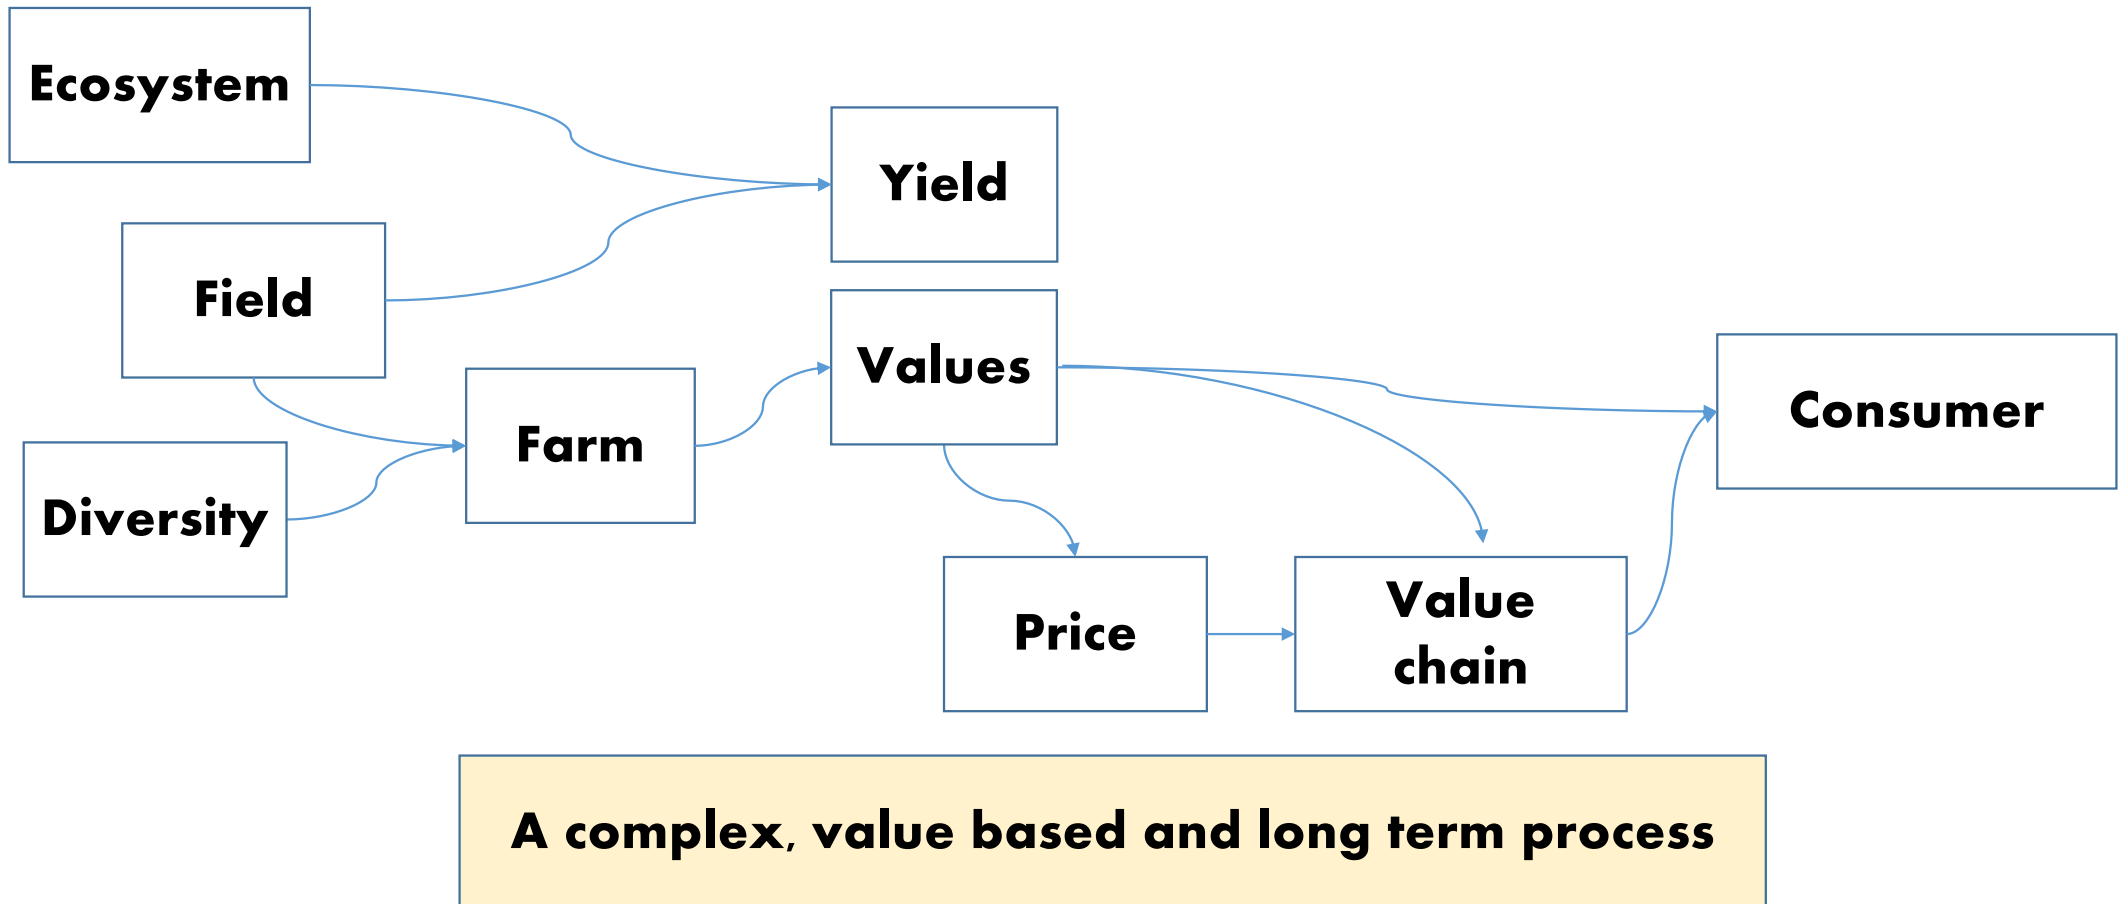 Ecosystem
Yield
Field
Values
Consumer
Farm
Diversity
Price
Value
chain
A complex, value based and long term process